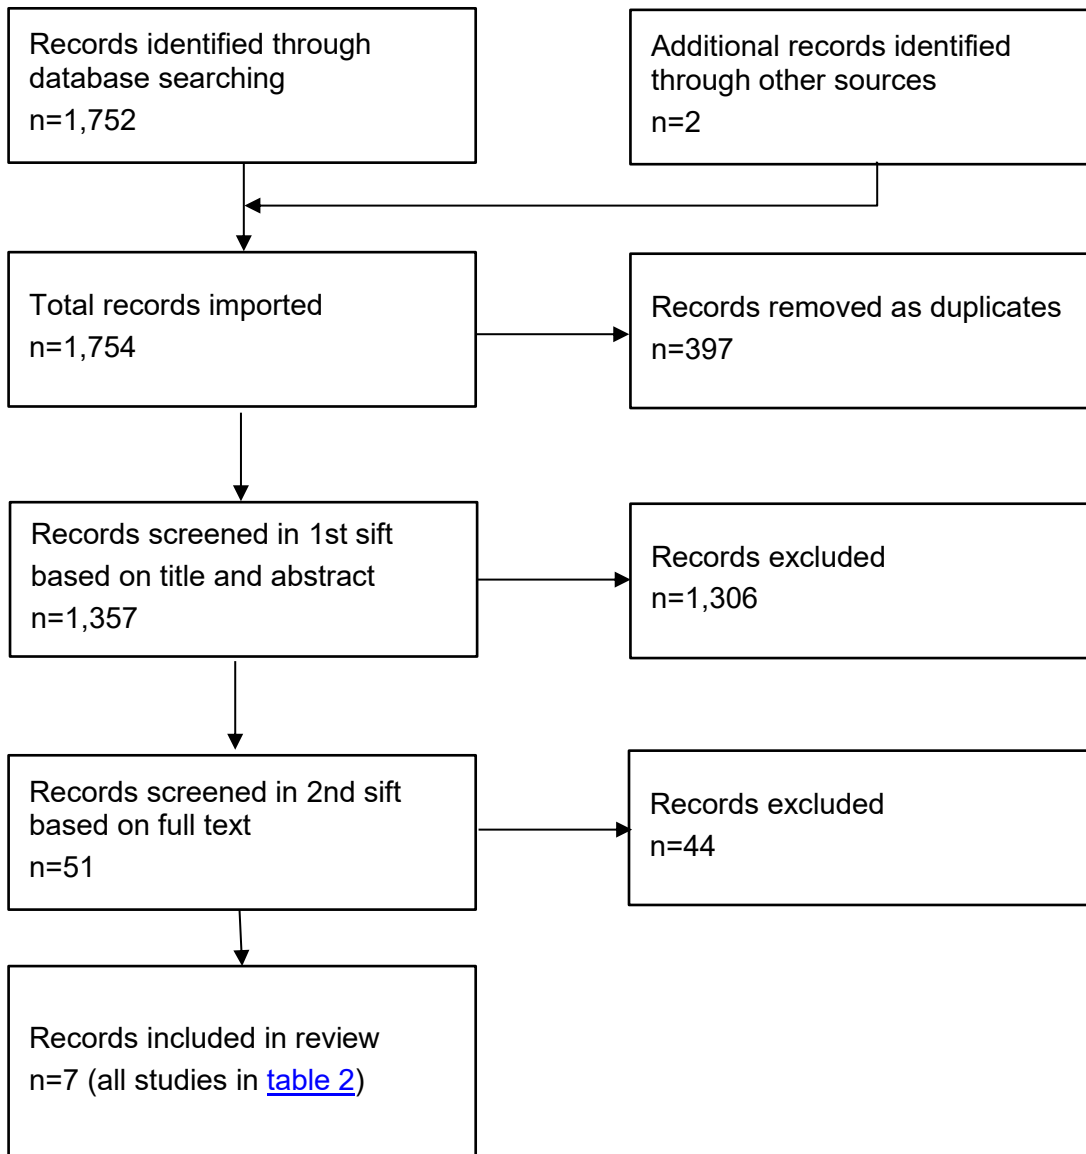 Records identified through
database searching
n=1,752
Additional records identified
through other sources
n=2
Total records imported
n=1,754
Records removed as duplicates
n=397
Records screened in 1st sift
based on title and abstract
n=1,357
Records excluded
n=1,306
Records screened in 2nd sift
based on full text
n=51
Records excluded
n=44
Records included in review
n=7 (all studies in table 2)